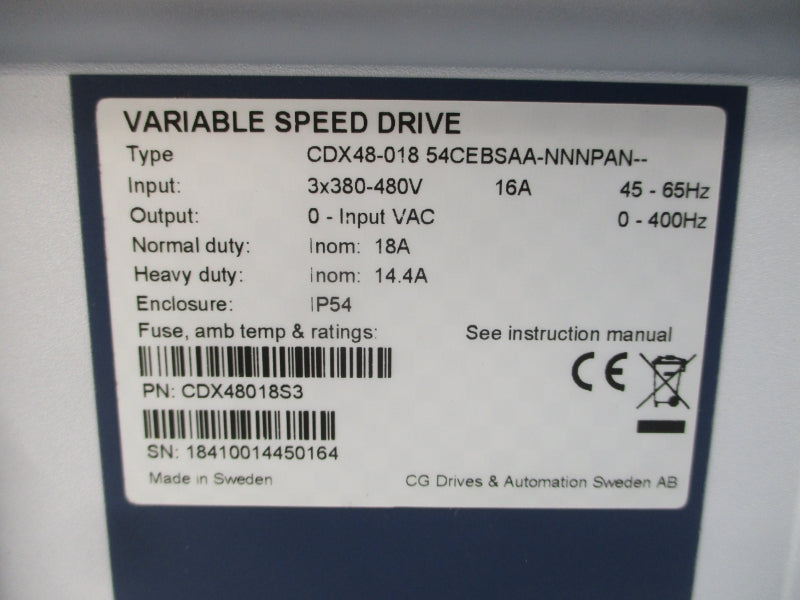 VARIABLE SPEED DRIVE
Type CDX48-018 54CEBSAA-NNNPAN--
Input: 3x380-480V 16A 45 - 65Hz
Output: 0 - Input VAC 0 - 400Hz
Normal duty: Inom: 18A
Heavy duty: Inom: 14.4A
Enclosure: IP54
Fuse, amb temp & ratings: See instruction manual
CE
PN: CDX48018S3
SN: 18410014450164
Made in Sweden CG Drives & Automation Sweden AB